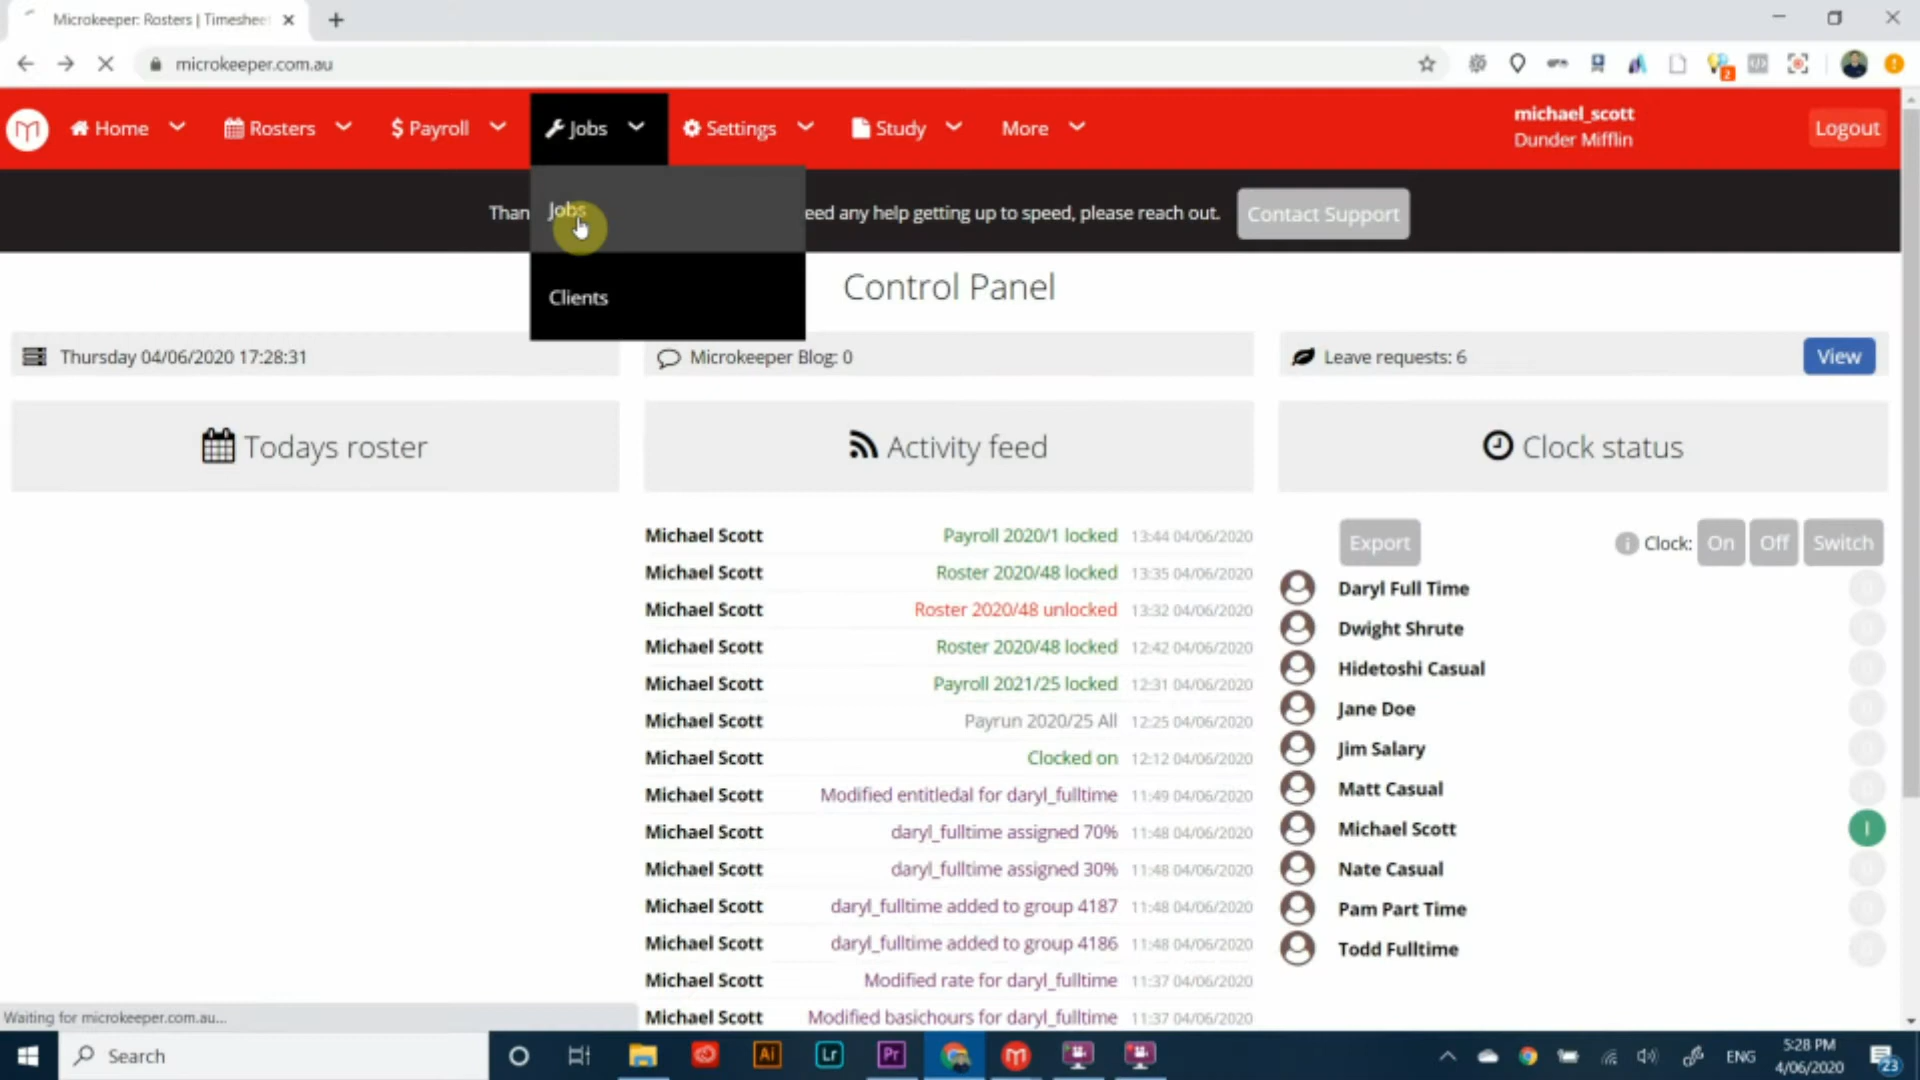 Microkeeper: Rosters | Timeshee
microkeeper.com.au
2
Home
Rosters
Payroll
Jobs
Settings
Study
More
michael_scott
Dunder Mifflin
Logout
Than
Jobs
eed any help getting up to speed, please reach out.
Contact Support
Clients
Control Panel
Thursday 04/06/2020 17:28:31
Microkeeper Blog: 0
Leave requests: 6
View
Todays roster
Activity feed
Clock status
Michael Scott Payroll 2020/1 locked 13:44 04/06/2020
Michael Scott Roster 2020/48 locked 13:35 04/06/2020
Michael Scott Roster 2020/48 unlocked 13:32 04/06/2020
Michael Scott Roster 2020/48 locked 12:42 04/06/2020
Michael Scott Payroll 2021/25 locked 12:31 04/06/2020
Michael Scott Payrun 2020/25 All 12:25 04/06/2020
Michael Scott Clocked on 12:12 04/06/2020
Michael Scott Modified entitledal for daryl_fulltime 11:49 04/06/2020
Michael Scott daryl_fulltime assigned 70% 11:48 04/06/2020
Michael Scott daryl_fulltime assigned 30% 11:48 04/06/2020
Michael Scott daryl_fulltime added to group 4187 11:48 04/06/2020
Michael Scott daryl_fulltime added to group 4186 11:48 04/06/2020
Michael Scott Modified rate for daryl_fulltime 11:37 04/06/2020
Michael Scott Modified basichours for daryl_fulltime 11:37 04/06/2020
Export
Clock: On Off Switch
Daryl Full Time
Dwight Shrute
Hidetoshi Casual
Jane Doe
Jim Salary
Matt Casual
Michael Scott
Nate Casual
Pam Part Time
Todd Fulltime
Waiting for microkeeper.com.au...
Search
Ai
Lr
Pr
ENG
5:28 PM
4/06/2020
23